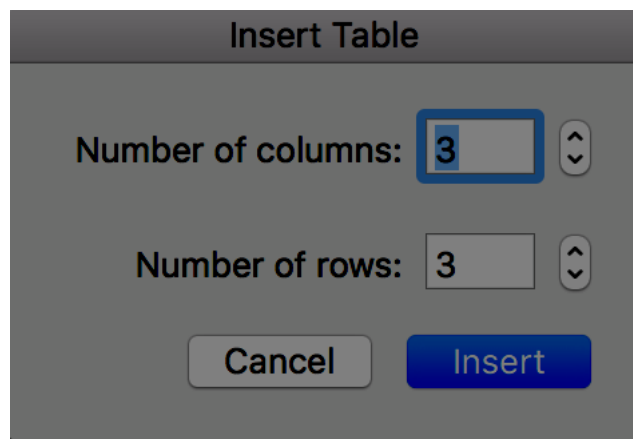 Insert Table
Number of columns: 3
Number of rows: 3
Cancel Insert